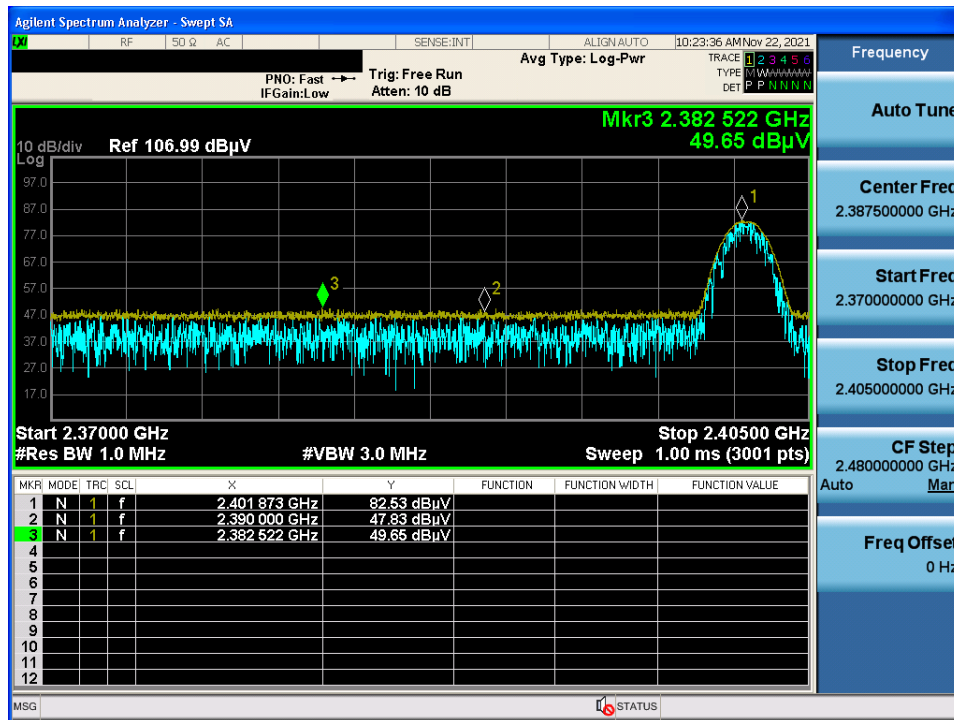 Agilent Spectrum Analyzer - Swept SA
LXI RF 50 Ω AC SENSE:INT ALIGN AUTO 10:23:36 AM Nov 22, 2021
Avg Type: Log-Pwr
TRACE 1 2 3 4 5 6
TYPE M W W W W W
DET P P N N N N
PNO: Fast
IFGain:Low
Trig: Free Run
Atten: 10 dB
Mkr3 2.382 522 GHz
49.65 dBµV
10 dB/div Ref 106.99 dBµV
Log
97.0
87.0
77.0
67.0
57.0
47.0
37.0
27.0
17.0
1
2
3
Start 2.37000 GHz Stop 2.40500 GHz
#Res BW 1.0 MHz #VBW 3.0 MHz Sweep 1.00 ms (3001 pts)
MKR MODE TRC SCL X Y FUNCTION FUNCTION WIDTH FUNCTION VALUE
1 N 1 f 2.401 873 GHz 82.53 dBµV
2 N 1 f 2.390 000 GHz 47.83 dBµV
3 N 1 f 2.382 522 GHz 49.65 dBµV
4
5
6
7
8
9
10
11
12
MSG STATUS
Frequency
Auto Tune
Center Freq
2.387500000 GHz
Start Freq
2.370000000 GHz
Stop Freq
2.405000000 GHz
CF Step
2.480000000 GHz
Auto Man
Freq Offset
0 Hz